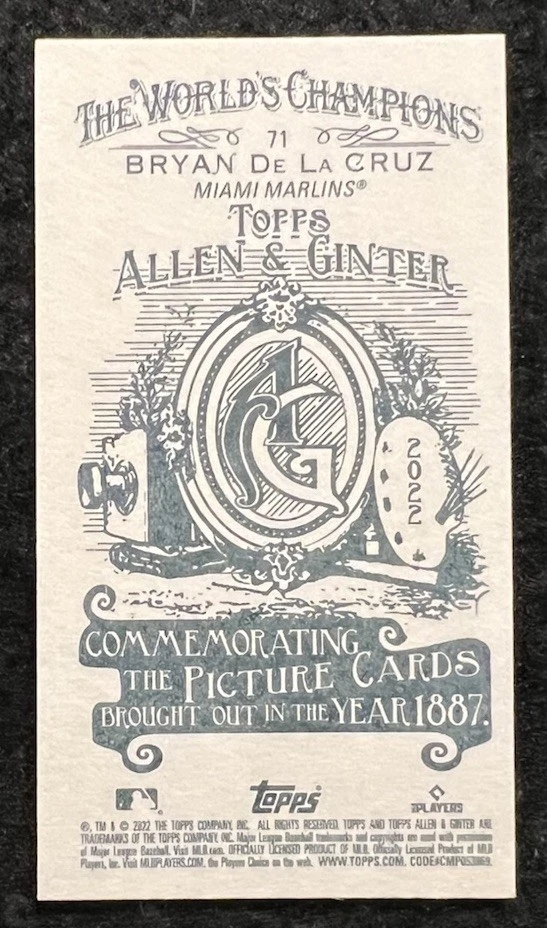 THE WORLD'S CHAMPIONS
71
BRYAN DE LA CRUZ
MIAMI MARLINS®
TOPPS
ALLEN & GINTER
AG
2022
COMMEMORATING
THE PICTURE CARDS
BROUGHT OUT IN THE YEAR 1887.
topps
PLAYERS
®, TM & © 2022 THE TOPPS COMPANY, INC. ALL RIGHTS RESERVED. TOPPS AND TOPPS ALLEN & GINTER ARE
TRADEMARKS OF THE TOPPS COMPANY, INC. Major League Baseball trademarks and copyrights are used with permission
of Major League Baseball. Visit MLB.com. OFFICIALLY LICENSED PRODUCT OF MLB. Officially Licensed Product of MLB
Players, Inc. Visit MLBPLAYERS.COM, the Players Choice on the web. WWW.TOPPS.COM. CODE#